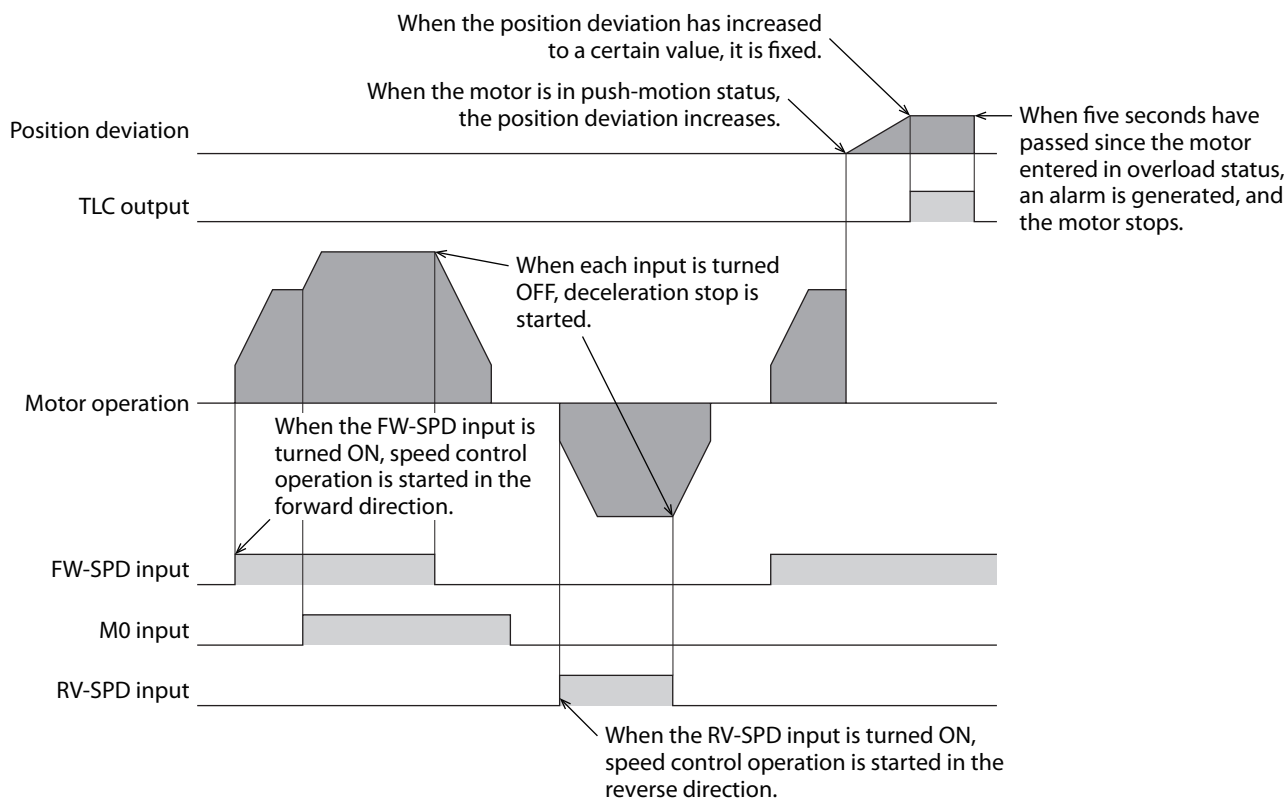 When the position deviation has increased
to a certain value, it is fixed.
When the motor is in push-motion status,
the position deviation increases.
When five seconds have
passed since the motor
entered in overload status,
an alarm is generated, and
the motor stops.
Position deviation
TLC output
When each input is turned
OFF, deceleration stop is
started.
Motor operation
When the FW-SPD input is
turned ON, speed control
operation is started in the
forward direction.
FW-SPD input
M0 input
RV-SPD input
When the RV-SPD input is turned ON,
speed control operation is started in the
reverse direction.